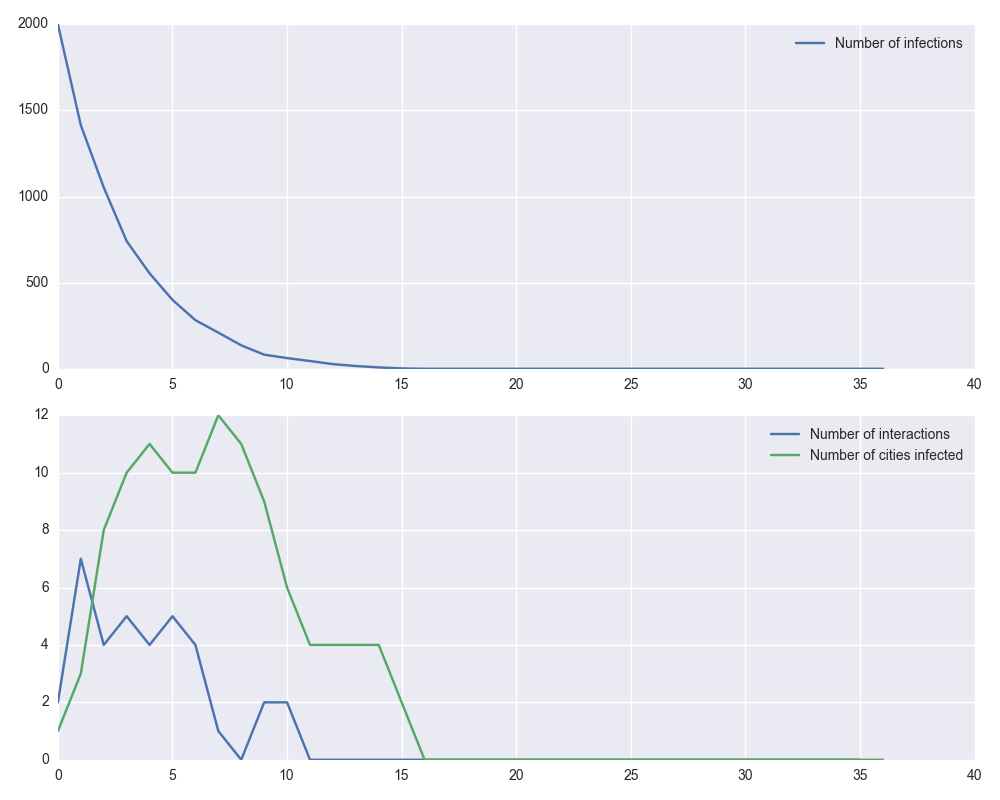 2000
Number of infections
1500
1000
500
0
0 5 10 15 20 25 30 35 40
12
Number of interactions
Number of cities infected
10
8
6
4
2
0
0 5 10 15 20 25 30 35 40